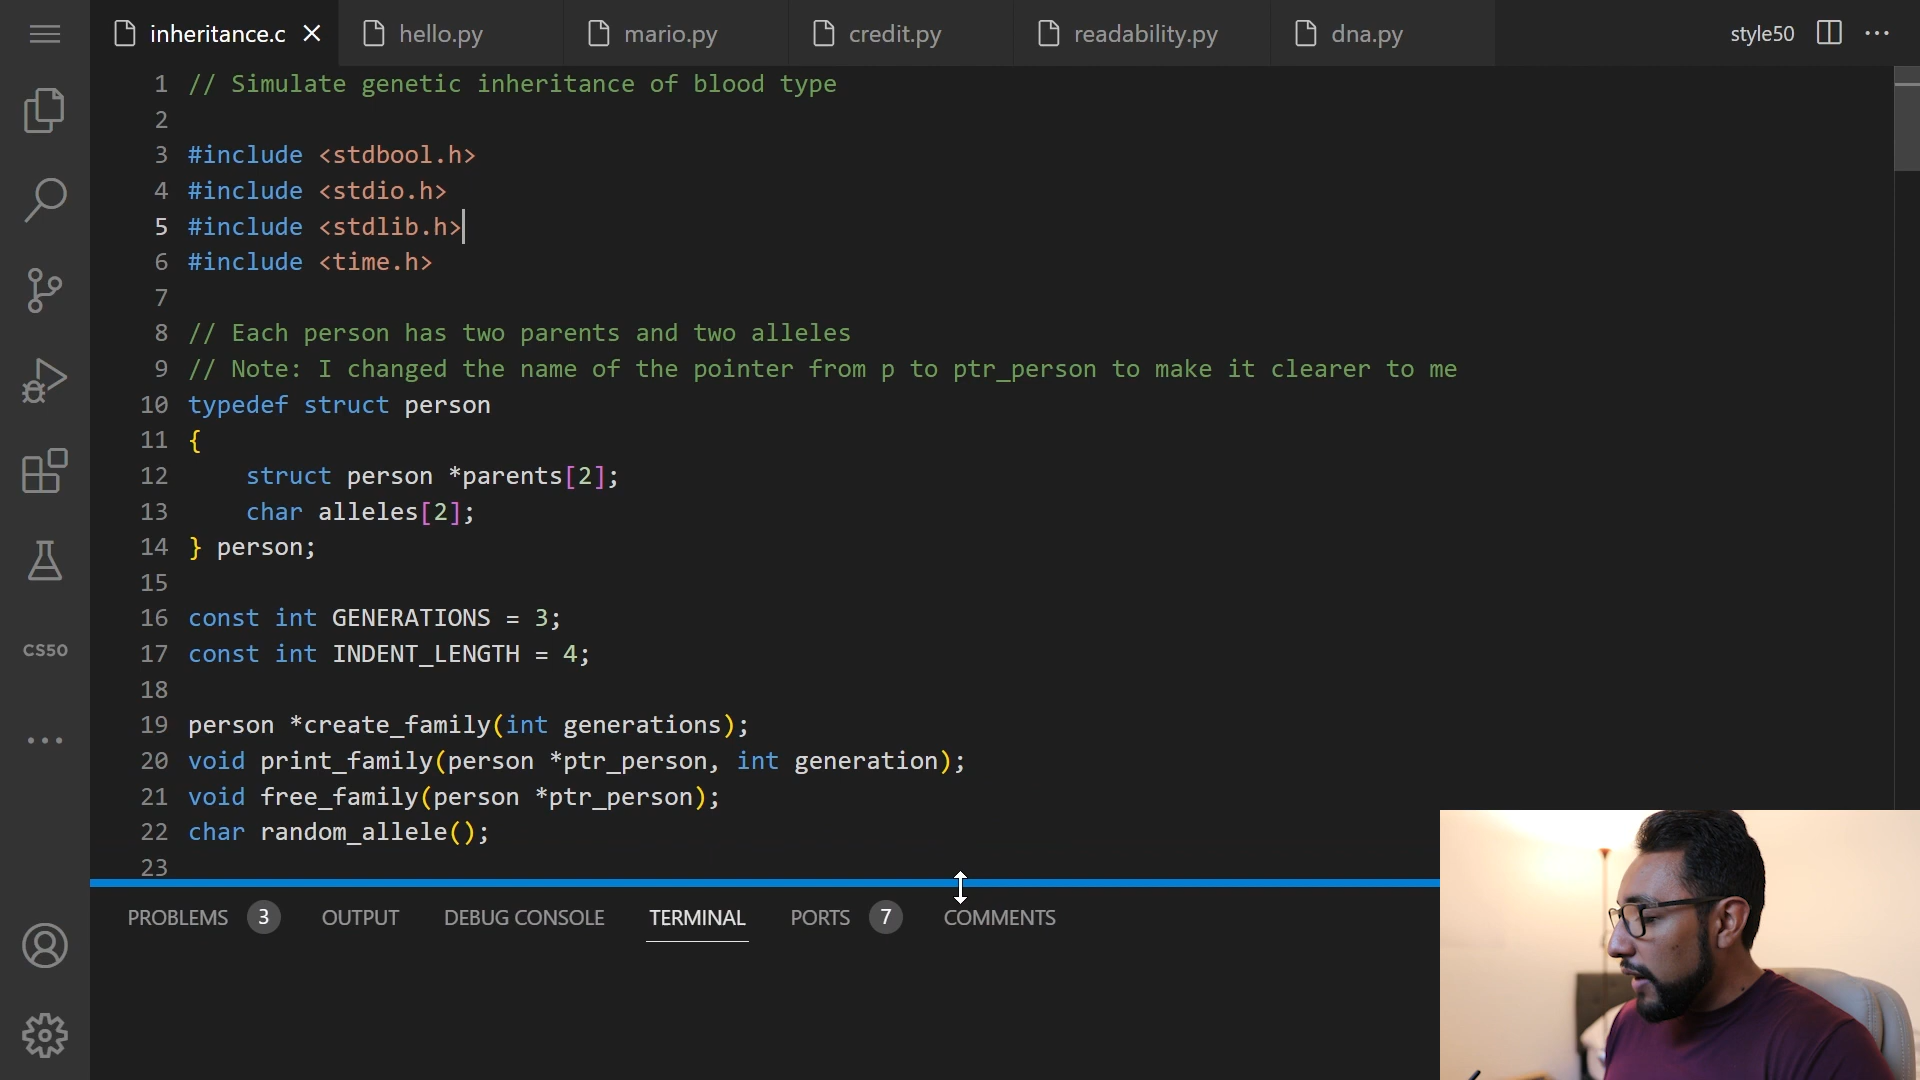 inheritance.c
hello.py
mario.py
credit.py
readability.py
dna.py
style50
1 // Simulate genetic inheritance of blood type
2
3 #include <stdbool.h>
4 #include <stdio.h>
5 #include <stdlib.h>
6 #include <time.h>
7
8 // Each person has two parents and two alleles
9 // Note: I changed the name of the pointer from p to ptr_person to make it clearer to me
10 typedef struct person
11 {
12     struct person *parents[2];
13     char alleles[2];
14 } person;
15
16 const int GENERATIONS = 3;
17 const int INDENT_LENGTH = 4;
18
19 person *create_family(int generations);
20 void print_family(person *ptr_person, int generation);
21 void free_family(person *ptr_person);
22 char random_allele();
23
CS50
PROBLEMS 3 OUTPUT DEBUG CONSOLE TERMINAL PORTS 7 COMMENTS